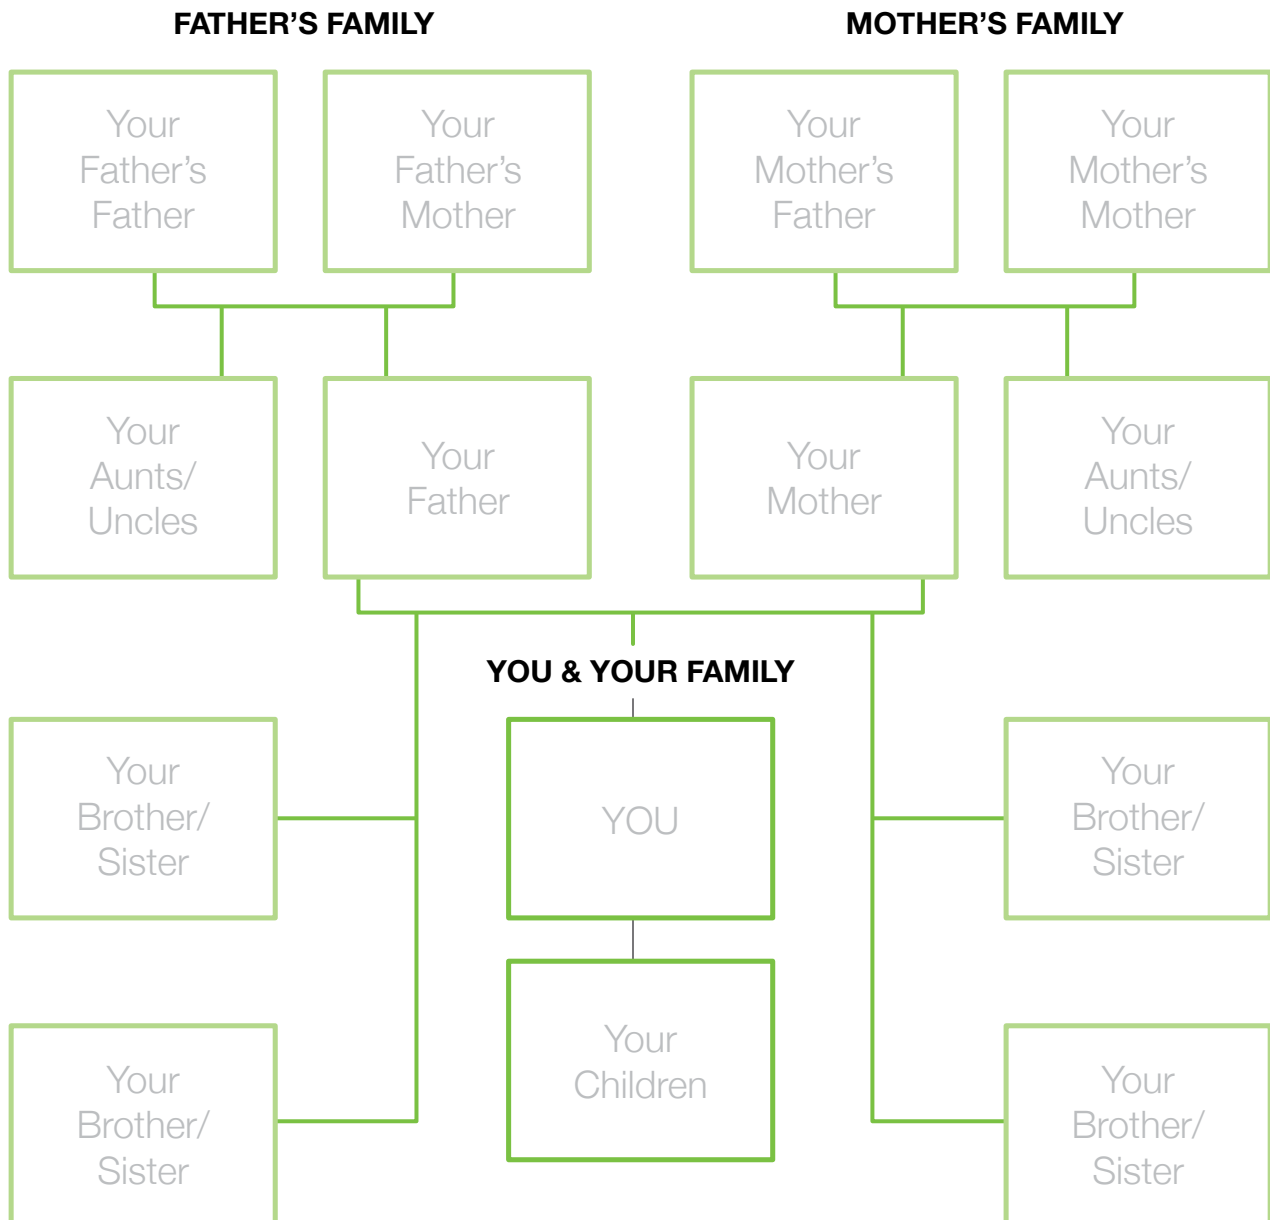 FATHER’S FAMILY
MOTHER’S FAMILY
Your
Father’s
Father
Your
Father’s
Mother
Your
Mother’s
Father
Your
Mother’s
Mother
Your
Aunts/
Uncles
Your
Father
Your
Mother
Your
Aunts/
Uncles
YOU & YOUR FAMILY
Your
Brother/
Sister
YOU
Your
Brother/
Sister
Your
Brother/
Sister
Your
Children
Your
Brother/
Sister